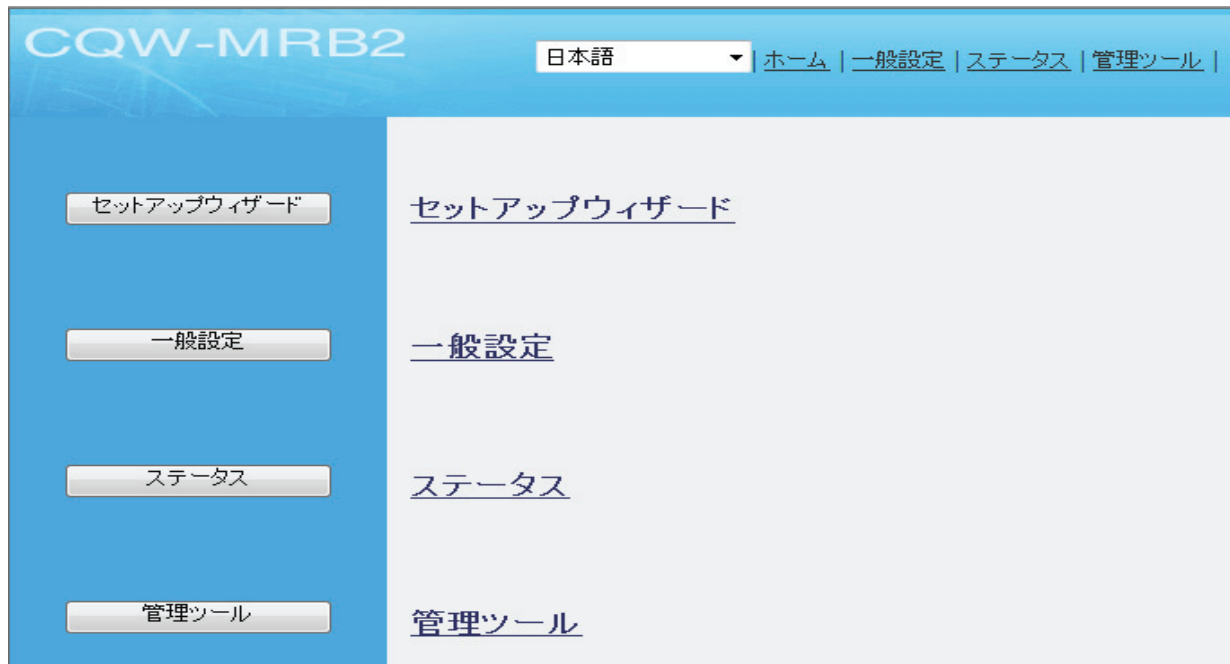 CQW-MRB2
日本語 | ホーム | 一般設定 | ステータス | 管理ツール |
セットアップウィザード
セットアップウィザード
一般設定
一般設定
ステータス
ステータス
管理ツール
管理ツール